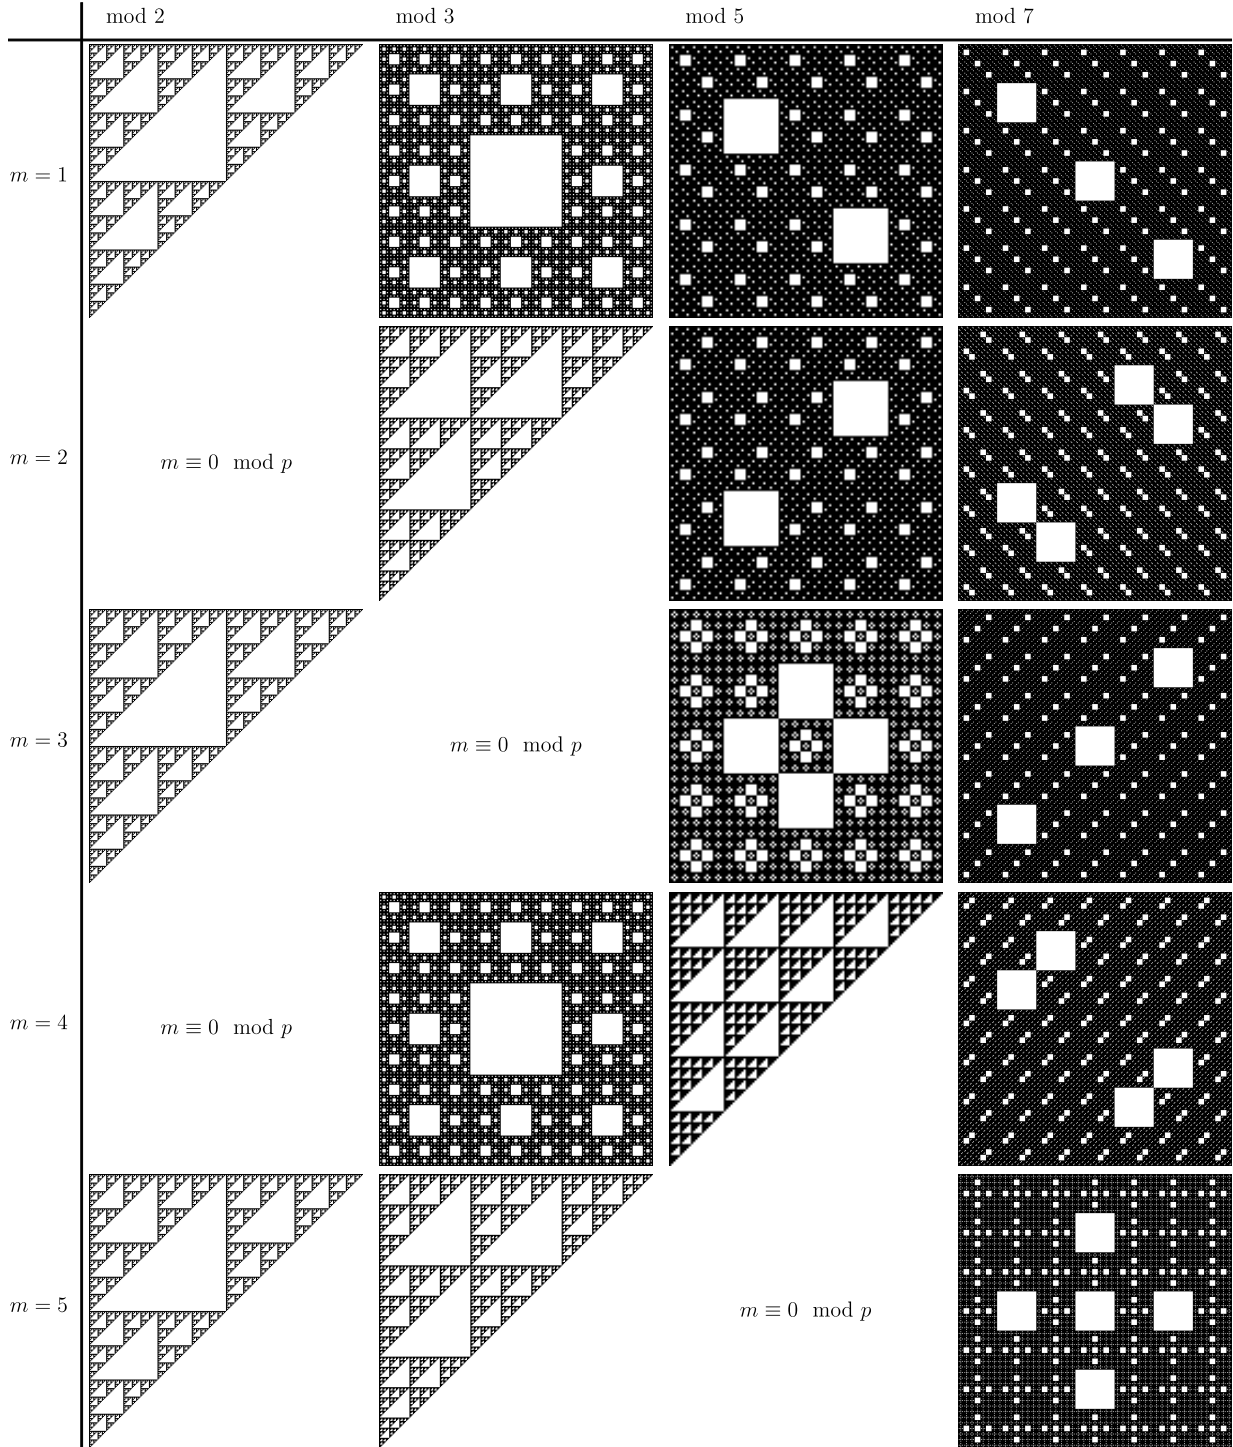 mod 2 mod 3 mod 5 mod 7
m = 1
m = 2 m ≡ 0 mod p
m = 3 m ≡ 0 mod p
m = 4 m ≡ 0 mod p
m = 5 m ≡ 0 mod p